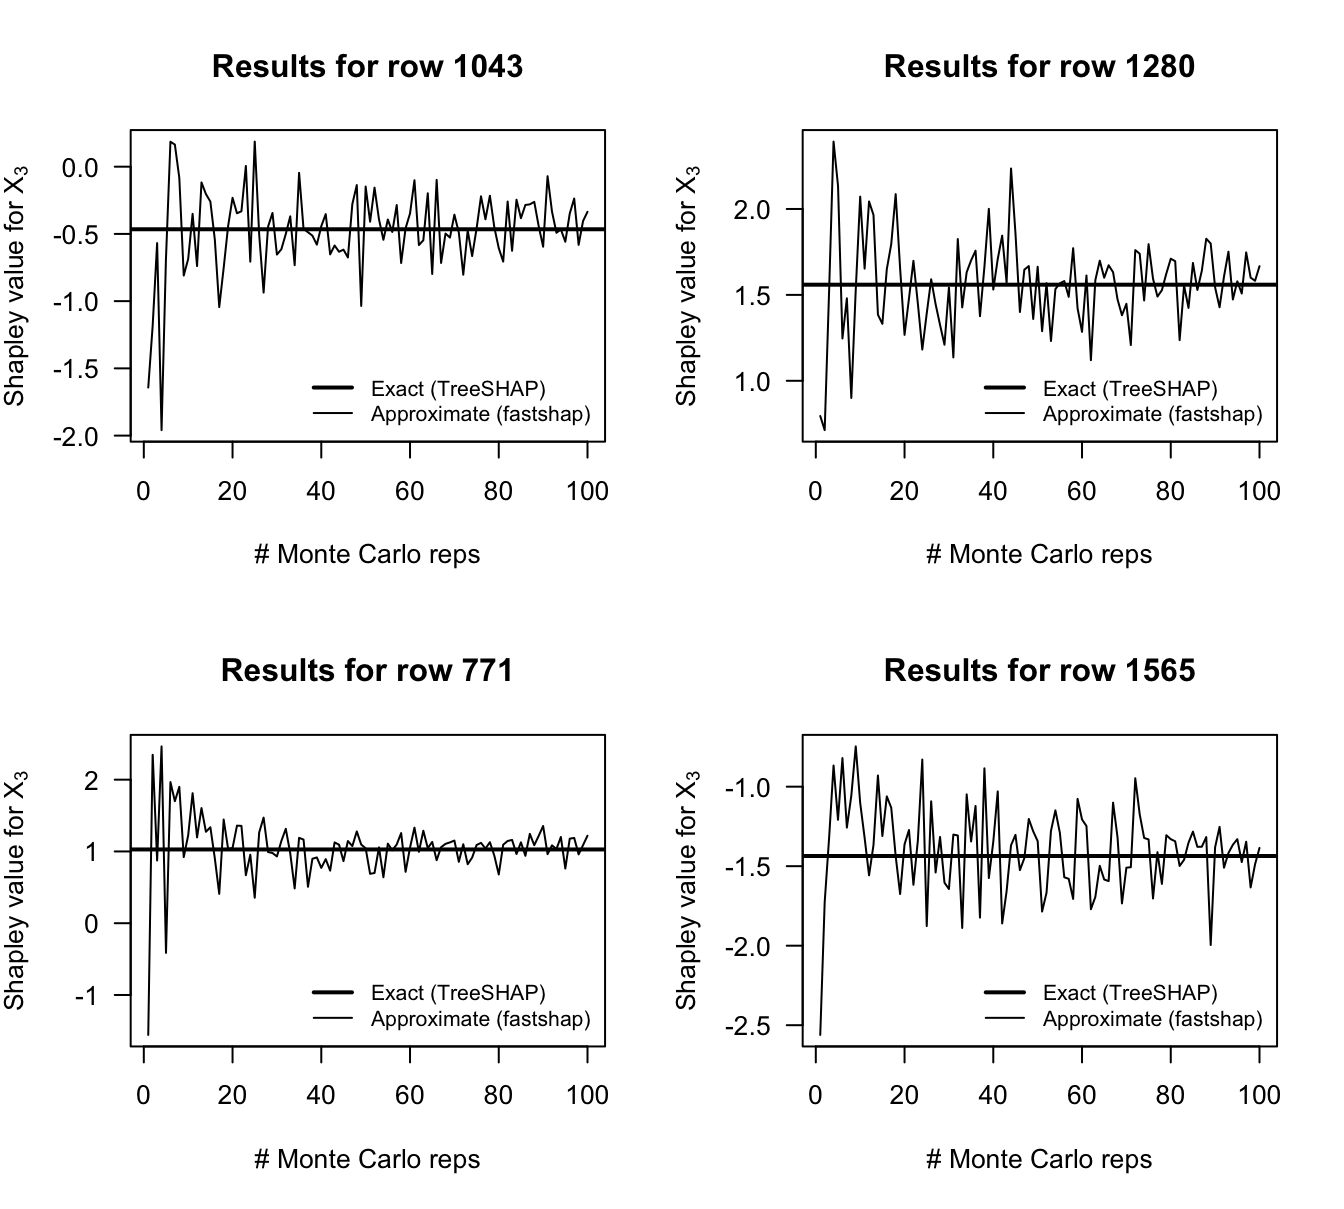 Results for row 1043
Shapley value for X3
0.0
-0.5
-1.0
-1.5
-2.0
Exact (TreeSHAP)
Approximate (fastshap)
0 20 40 60 80 100
# Monte Carlo reps
Results for row 1280
Shapley value for X3
2.0
1.5
1.0
Exact (TreeSHAP)
Approximate (fastshap)
0 20 40 60 80 100
# Monte Carlo reps
Results for row 771
Shapley value for X3
2
1
0
-1
Exact (TreeSHAP)
Approximate (fastshap)
0 20 40 60 80 100
# Monte Carlo reps
Results for row 1565
Shapley value for X3
-1.0
-1.5
-2.0
-2.5
Exact (TreeSHAP)
Approximate (fastshap)
0 20 40 60 80 100
# Monte Carlo reps